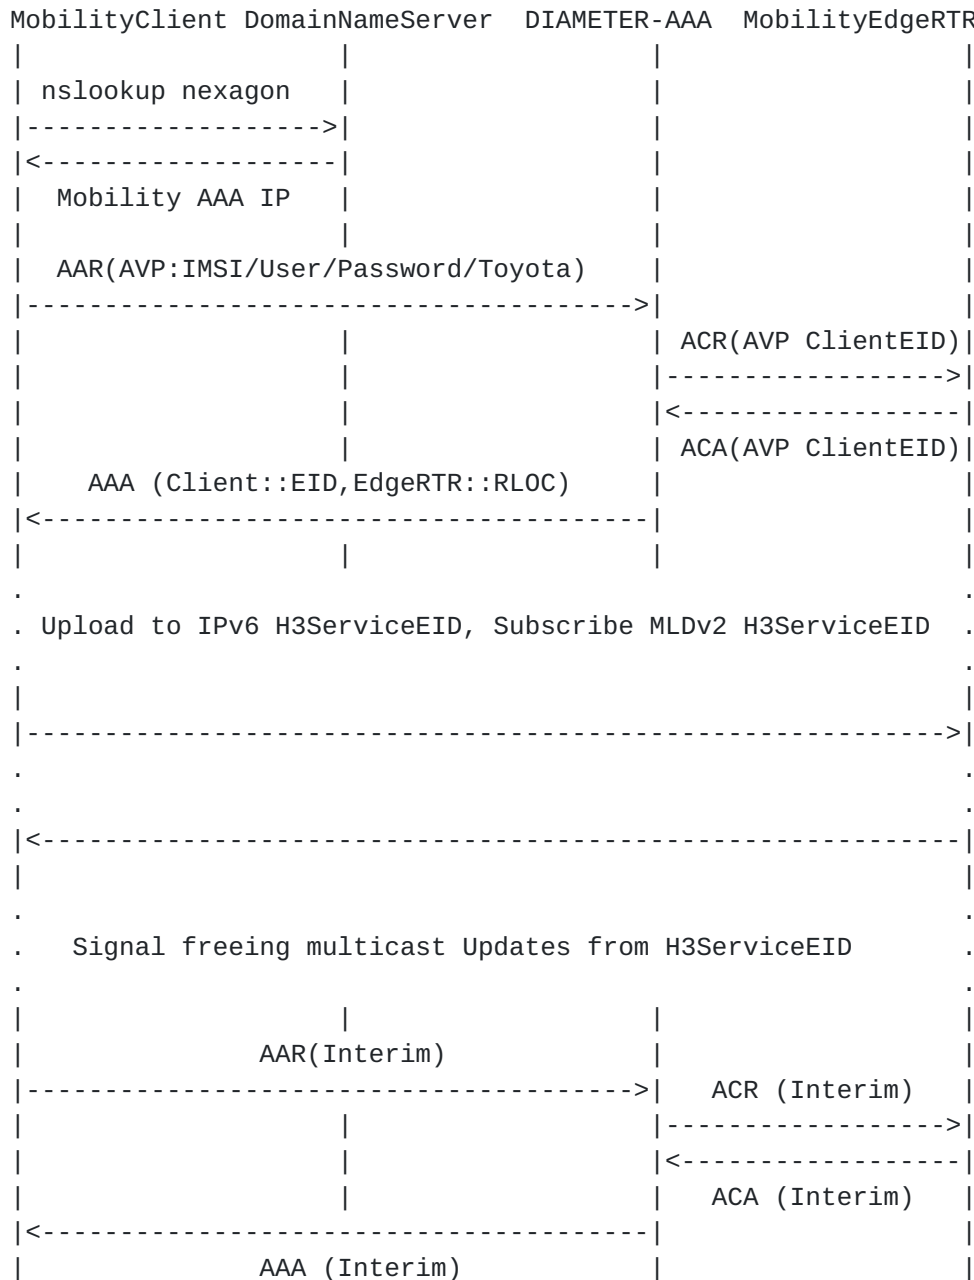 MobilityClient DomainNameServer DIAMETER-AAA MobilityEdgeRTR
nslookup nexagon
Mobility AAA IP
AAR(AVP:IMSI/User/Password/Toyota)
ACR(AVP ClientEID)
ACA(AVP ClientEID)
AAA (Client::EID,EdgeRTR::RLOC)
Upload to IPv6 H3ServiceEID, Subscribe MLDv2 H3ServiceEID
Signal freeing multicast Updates from H3ServiceEID
AAR(Interim)
ACR (Interim)
ACA (Interim)
AAA (Interim)